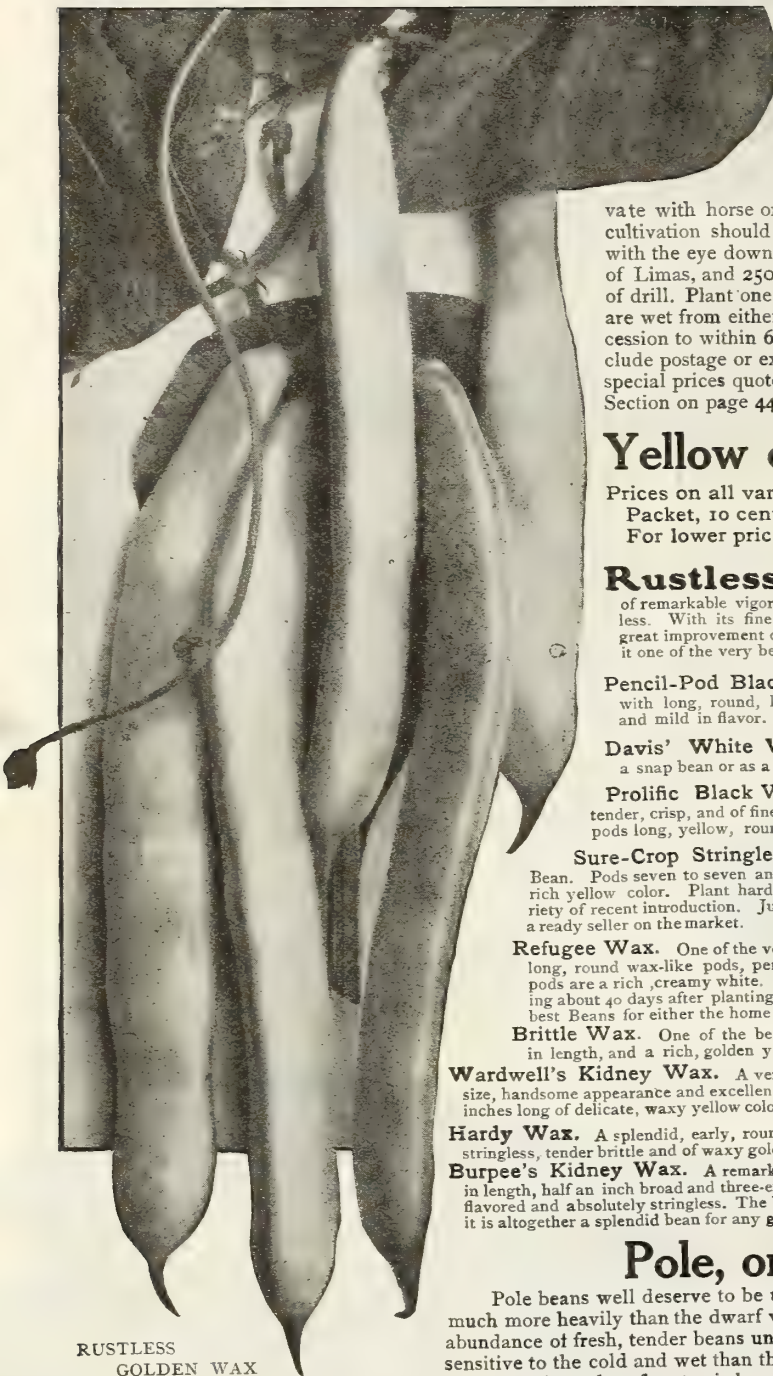 vate with horse o
cultivation should
with the eye down
of Limas, and 250
of drill. Plant one
are wet from eithe
cession to within 6
clude postage or ex
special prices quot
Section on page 44
Yellow
Prices on all var
Packet, 10 cen
For lower pric
Rustless
of remarkable vigor
less. With its fine
great improvement
it one of the very be
Pencil-Pod Blac
with long, round,
and mild in flavor.
Davis' White
a snap bean or as a
Prolific Black
tender, crisp, and of fine
pods long, yellow, rou
Sure-Crop Stringle
Bean. Pods seven to seven an
rich yellow color. Plant hard
riety of recent introduction. Ju
a ready seller on the market.
Refugee Wax. One of the v
long, round wax-like pods, pe
pods are a rich ,creamy white.
ing about 40 days after planting
best Beans for either the home
Brittle Wax. One of the be
in length, and a rich, golden y
Wardwell's Kidney Wax. A ve
size, handsome appearance and excellen
inches long of delicate, waxy yellow colo
Hardy Wax. A splendid, early, roun
stringless, tender brittle and of waxy gol
Burpee's Kidney Wax. A remark
in length, half an inch broad and three-e
flavored and absolutely stringless. The
it is altogether a splendid bean for any g
Pole, or
Pole beans well deserve to be
much more heavily than the dwarf v
abundance of fresh, tender beans un
sensitive to the cold and wet than th
RUSTLESS
GOLDEN WAX